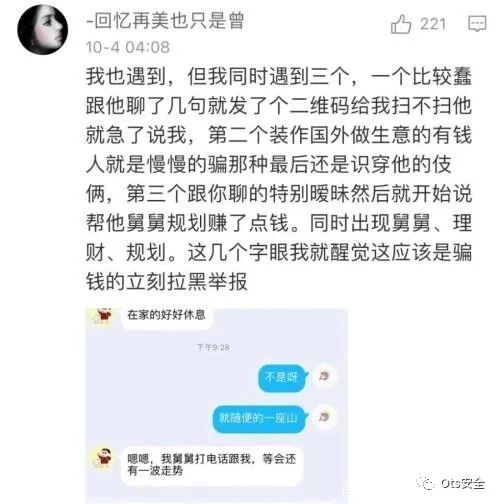 -回忆再美也只是曾
221
10-4 04:08
我也遇到，但我同时遇到三个，一个比较蠢
跟他聊了几句就发了个二维码给我扫不扫他
就急了说我，第二个装作国外做生意的有钱
人就是慢慢的骗那种最后还是识穿他的伎
俩，第三个跟你聊的特别暧昧然后就开始说
帮他舅舅规划赚了点钱。同时出现舅舅、理
财、规划。这几个字眼我就醒觉这应该是骗
钱的立刻拉黑举报
在家的好好休息
下午9:28
不是呀
就随便的一座山
嗯嗯，我舅舅打电话跟我，等会还
有一波走势
Ots安全